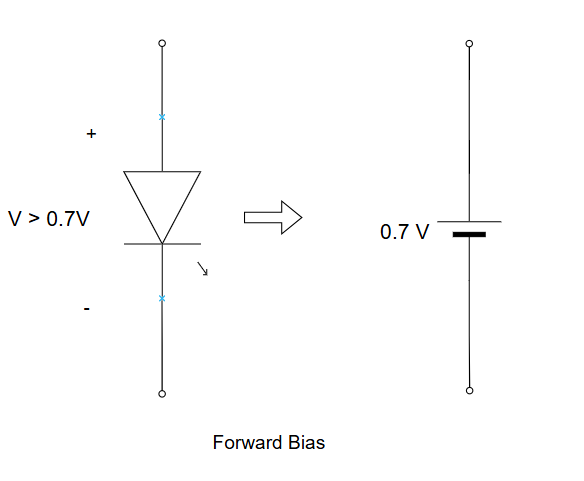 +
V > 0.7V
0.7 V
-
Forward Bias